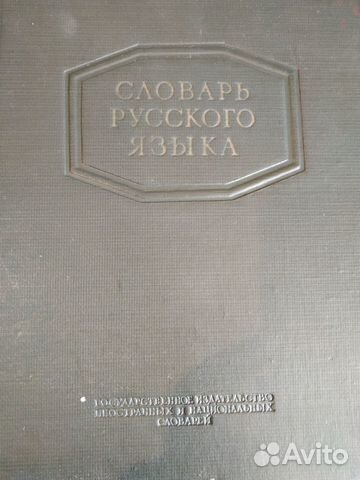 СЛОВАРЬ
РУССКОГО
ЯЗЫКА
ГОСУДАРСТВЕННОЕ ИЗДАТЕЛЬСТВО
ИНОСТРАННЫХ И НАЦИОНАЛЬНЫХ
СЛОВАРЕЙ
Avito